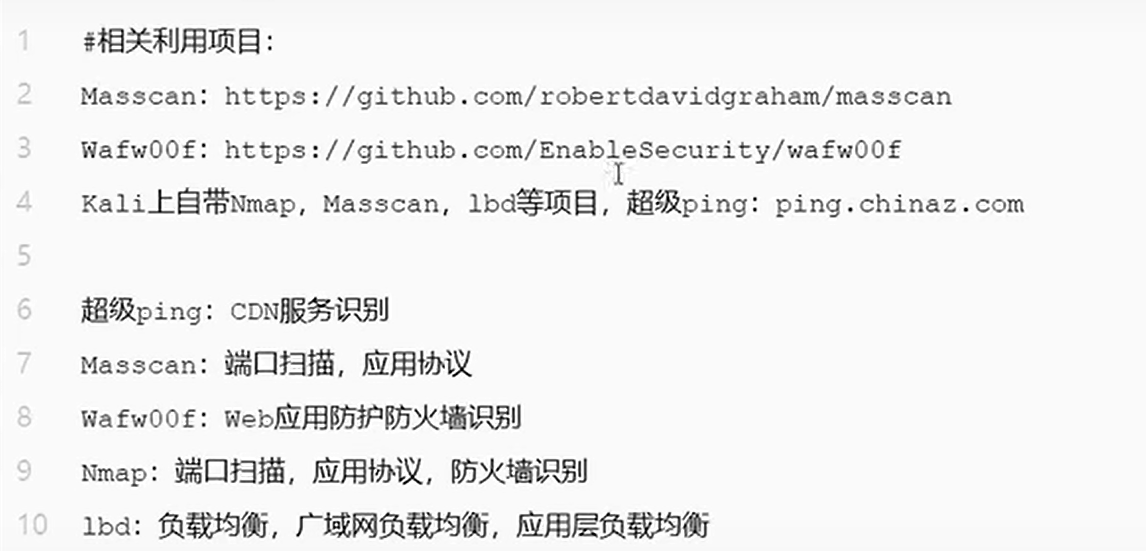 1 #相关利用项目：
2 Masscan：https://github.com/robertdavidgraham/masscan
3 Wafw00f：https://github.com/EnableSecurity/wafw00f
4 Kali上自带Nmap，Masscan，lbd等项目，超级ping：ping.chinaz.com
5
6 超级ping：CDN服务识别
7 Masscan：端口扫描，应用协议
8 Wafw00f：Web应用防护防火墙识别
9 Nmap：端口扫描，应用协议，防火墙识别
10 lbd：负载均衡，广域网负载均衡，应用层负载均衡